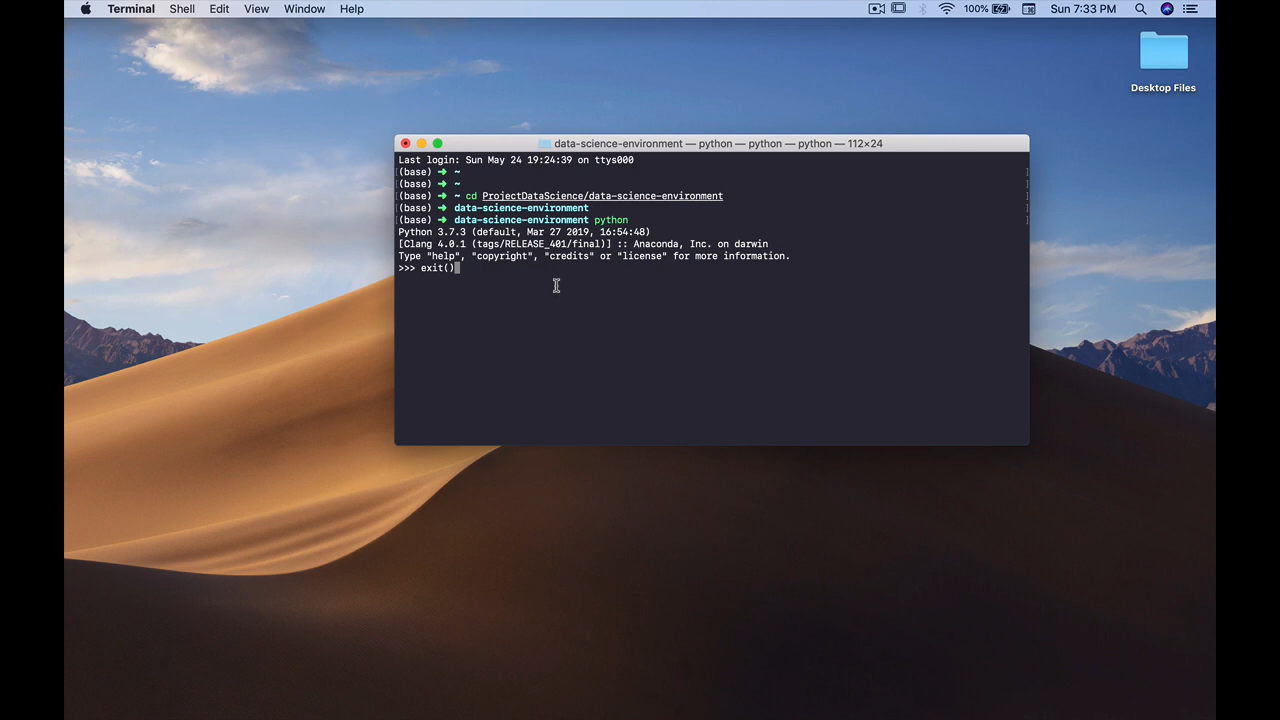 Terminal Shell Edit View Window Help 100% Sun 7:33 PM
Desktop Files
data-science-environment — python — python — python — 112×24
Last login: Sun May 24 19:24:39 on ttys000
[(base) ➜ ~ ]
[(base) ➜ ~ ]
[(base) ➜ ~ cd ProjectDataScience/data-science-environment ]
[(base) ➜ data-science-environment ]
[(base) ➜ data-science-environment python ]
Python 3.7.3 (default, Mar 27 2019, 16:54:48)
[Clang 4.0.1 (tags/RELEASE_401/final)] :: Anaconda, Inc. on darwin
Type "help", "copyright", "credits" or "license" for more information.
>>> exit()